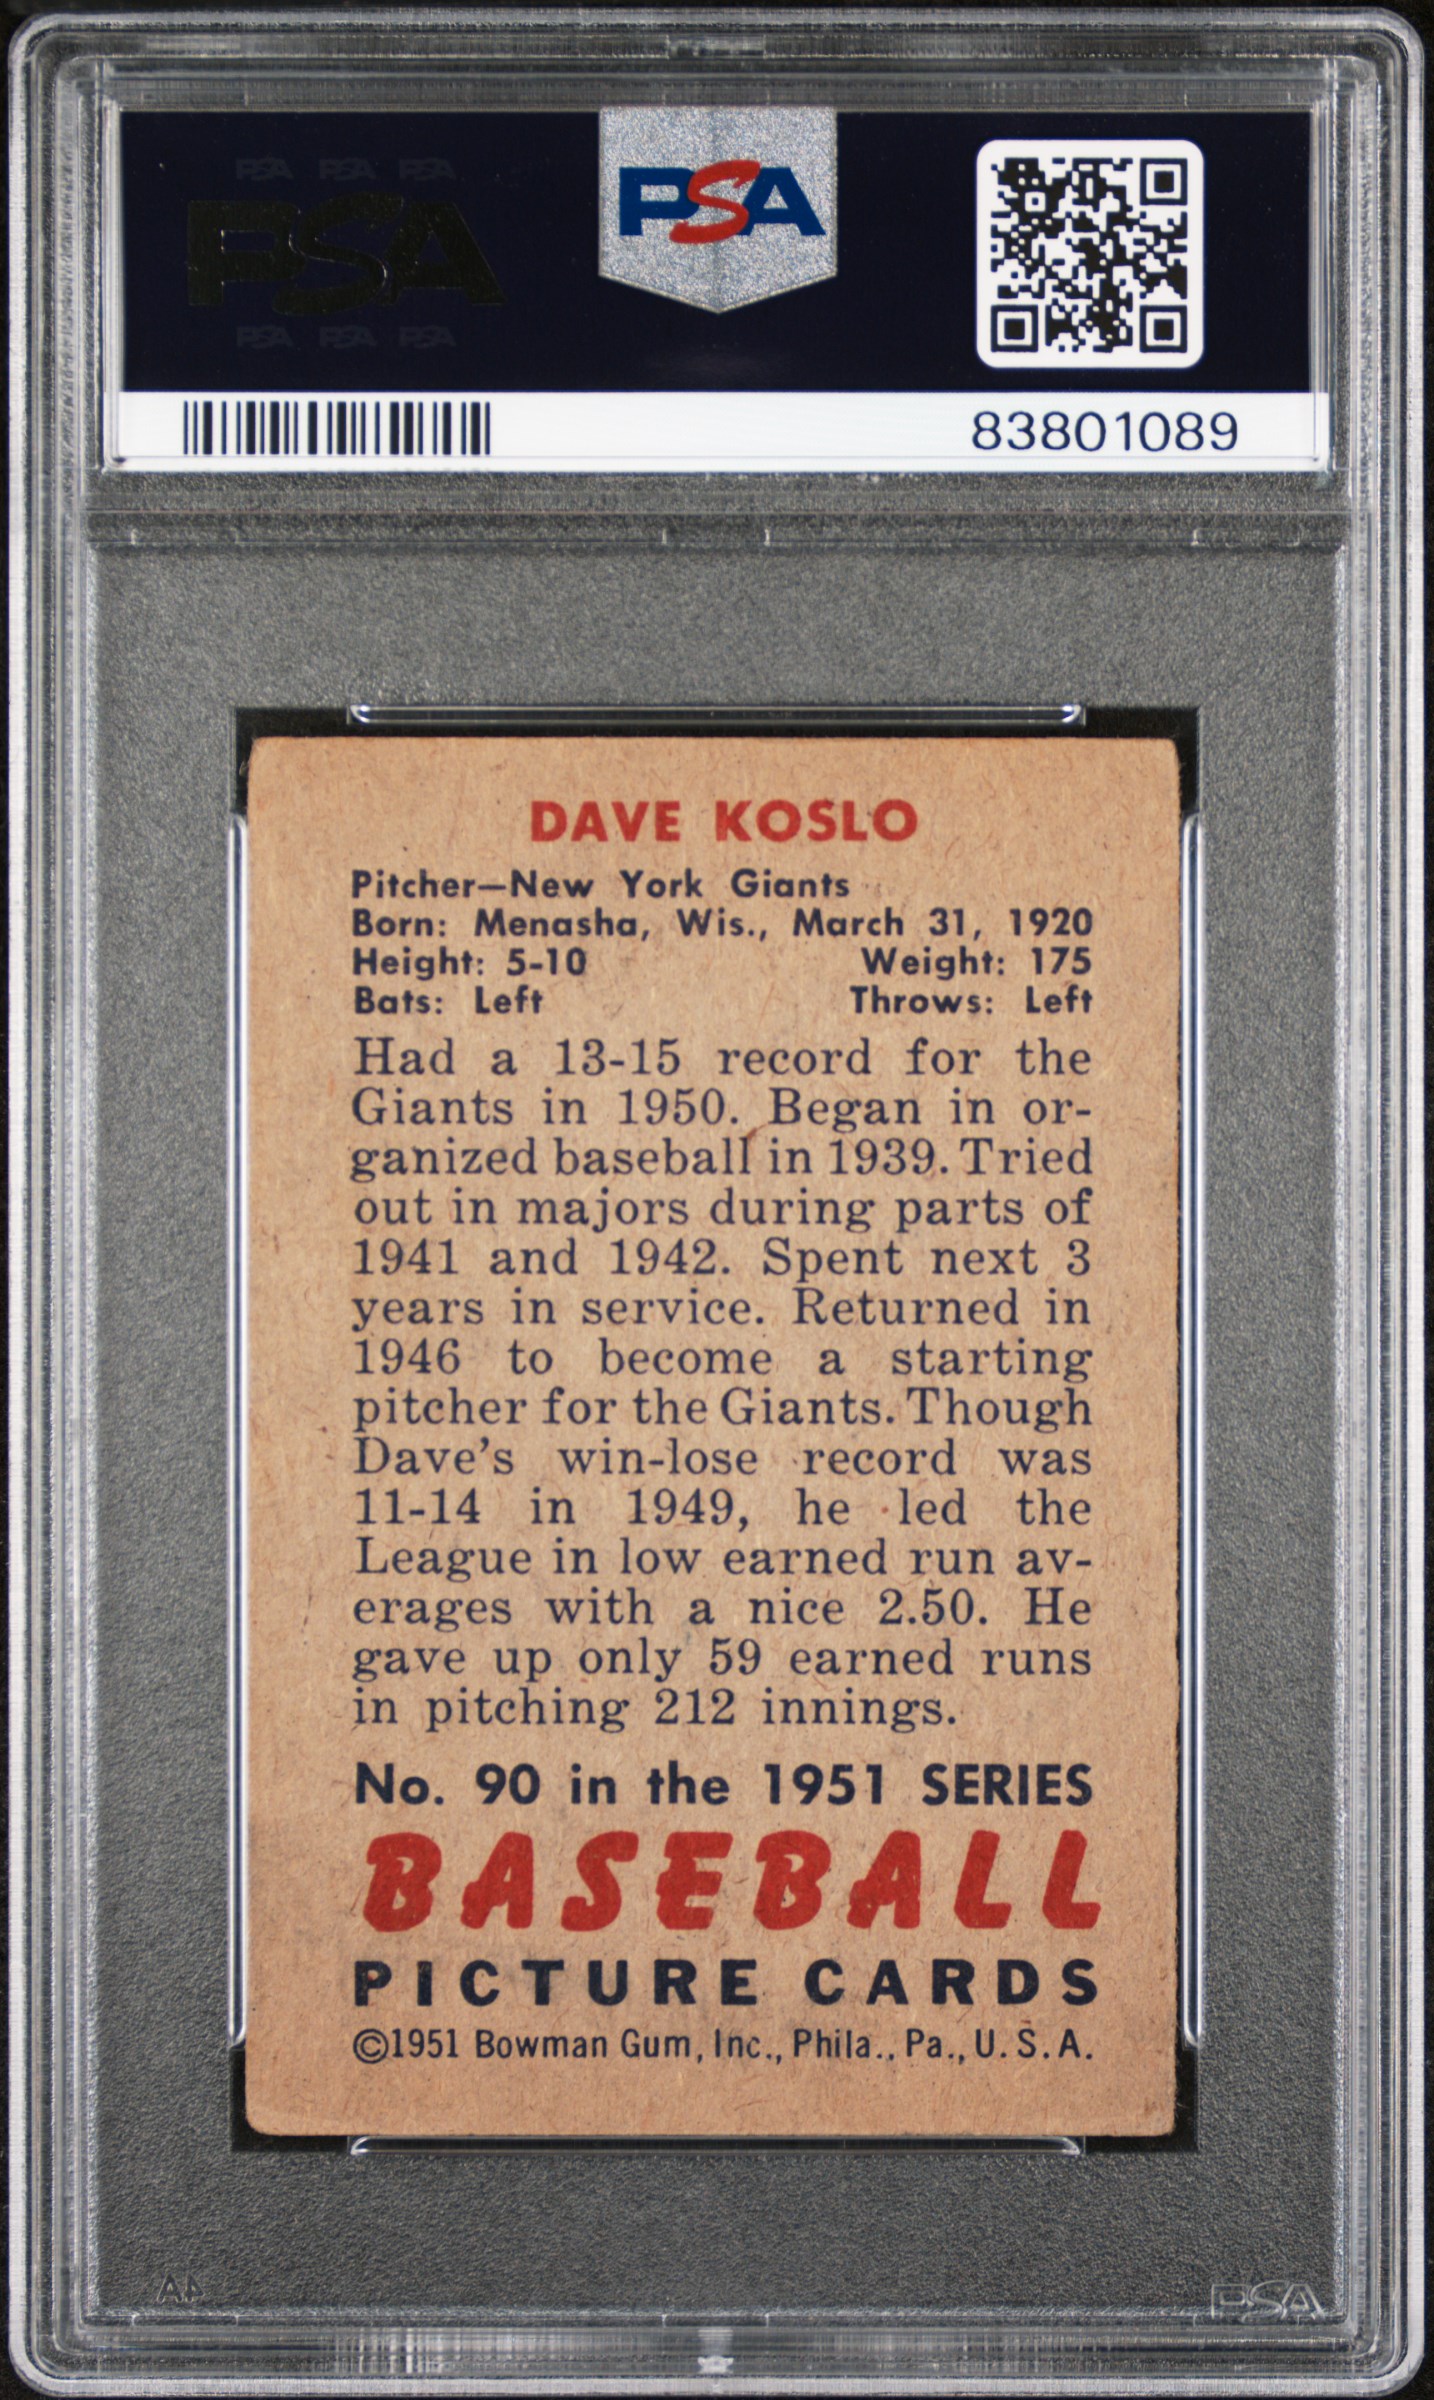 PSA PSA PSA
PSA
PSA PSA PSA
PSA
83801089
DAVE KOSLO
Pitcher—New York Giants
Born: Menasha, Wis., March 31, 1920
Height: 5-10 Weight: 175
Bats: Left Throws: Left
Had a 13-15 record for the
Giants in 1950. Began in or-
ganized baseball in 1939. Tried
out in majors during parts of
1941 and 1942. Spent next 3
years in service. Returned in
1946 to become a starting
pitcher for the Giants. Though
Dave's win-lose record was
11-14 in 1949, he led the
League in low earned run av-
erages with a nice 2.50. He
gave up only 59 earned runs
in pitching 212 innings.
No. 90 in the 1951 SERIES
BASEBALL
PICTURE CARDS
©1951 Bowman Gum, Inc., Phila., Pa., U.S.A.
PSA